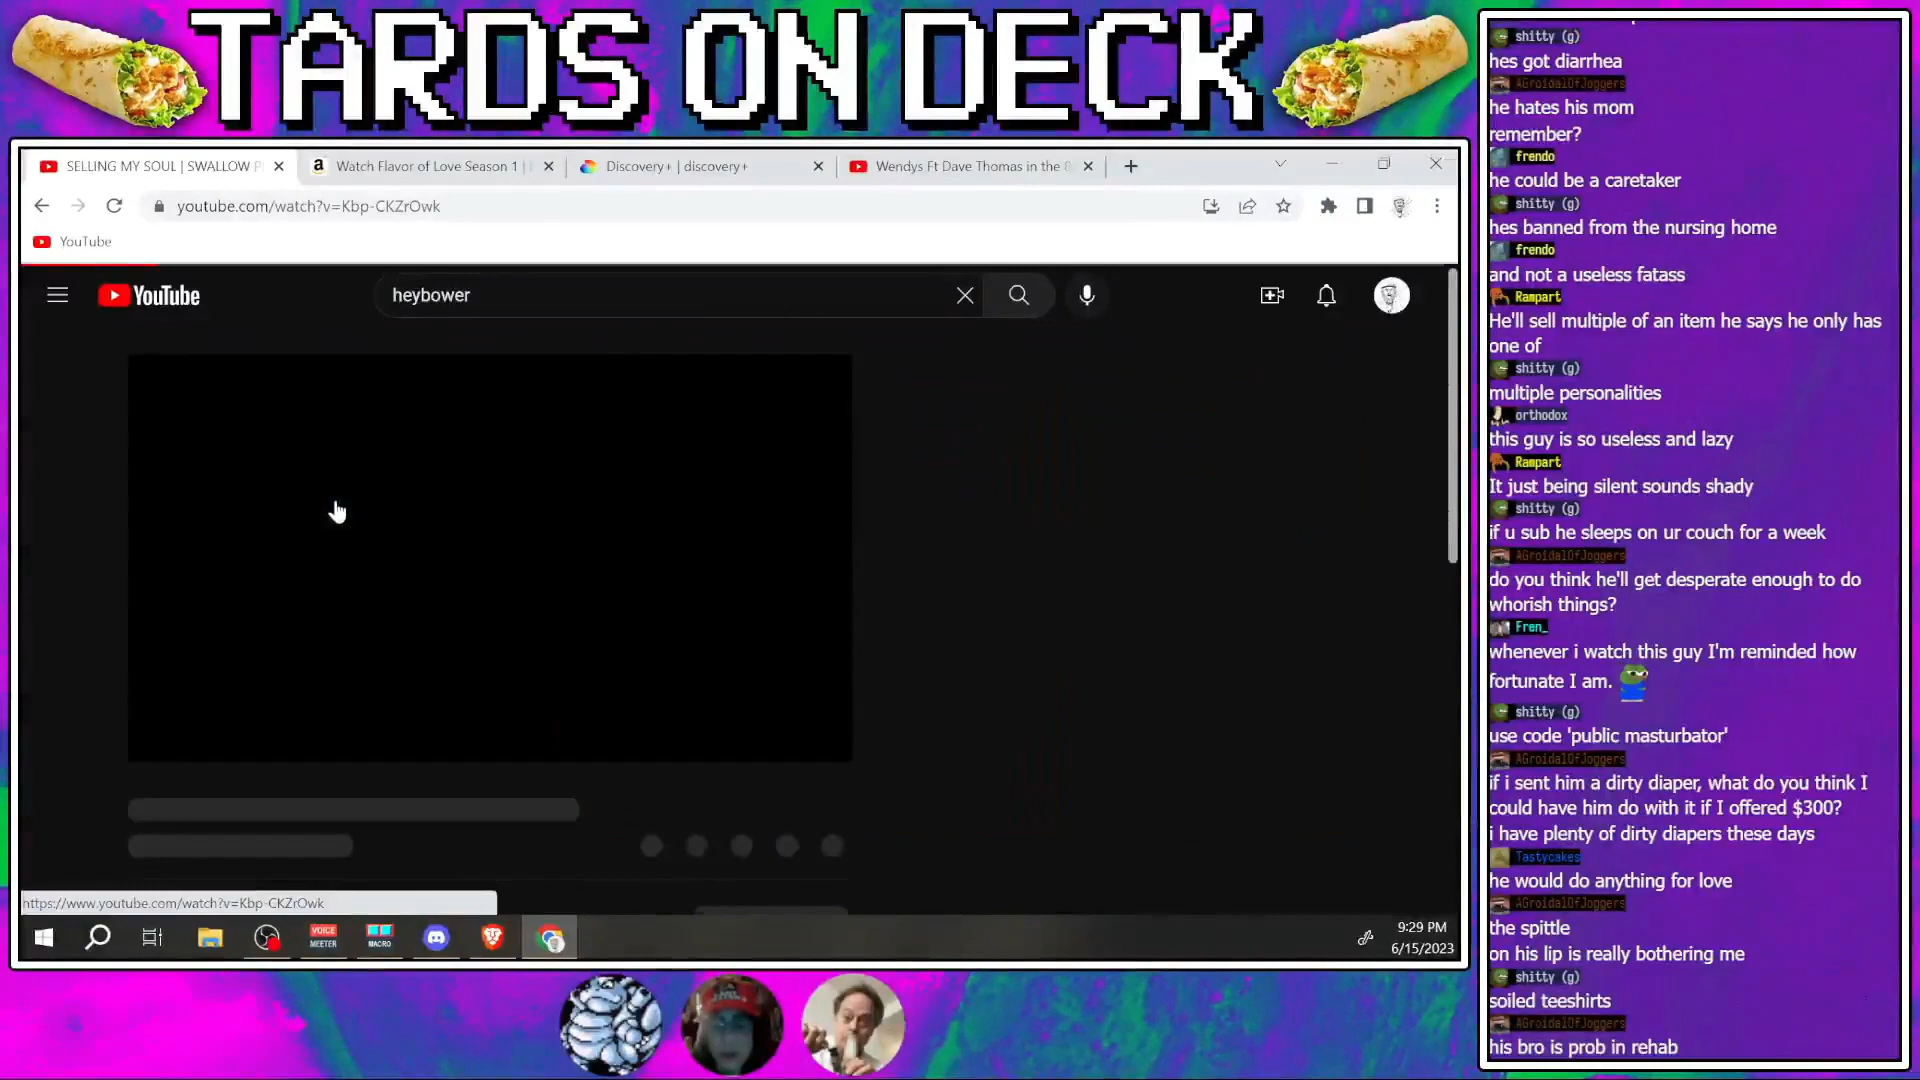 TARDS ON DECK
SELLING MY SOUL | SWALLOW P
Watch Flavor of Love Season 1 |
Discovery+ | discovery+
Wendys Ft Dave Thomas in the 8
youtube.com/watch?v=Kbp-CKZrOwk
YouTube
YouTube
heybower
https://www.youtube.com/watch?v=Kbp-CKZrOwk
VOICE
MEETER
MACRO
9:29 PM
6/15/2023
shitty (g)
hes got diarrhea
AGroidalOfJoggers
he hates his mom
remember?
frendo
he could be a caretaker
shitty (g)
hes banned from the nursing home
frendo
and not a useless fatass
Rampart
He'll sell multiple of an item he says he only has
one of
shitty (g)
multiple personalities
orthodox
this guy is so useless and lazy
Rampart
It just being silent sounds shady
shitty (g)
if u sub he sleeps on ur couch for a week
AGroidalOfJoggers
do you think he'll get desperate enough to do
whorish things?
Fren_
whenever i watch this guy I'm reminded how
fortunate I am.
shitty (g)
use code 'public masturbator'
AGroidalOfJoggers
if i sent him a dirty diaper, what do you think I
could have him do with it if I offered $300?
i have plenty of dirty diapers these days
Tastycakes
he would do anything for love
AGroidalOfJoggers
the spittle
on his lip is really bothering me
shitty (g)
soiled teeshirts
AGroidalOfJoggers
his bro is prob in rehab